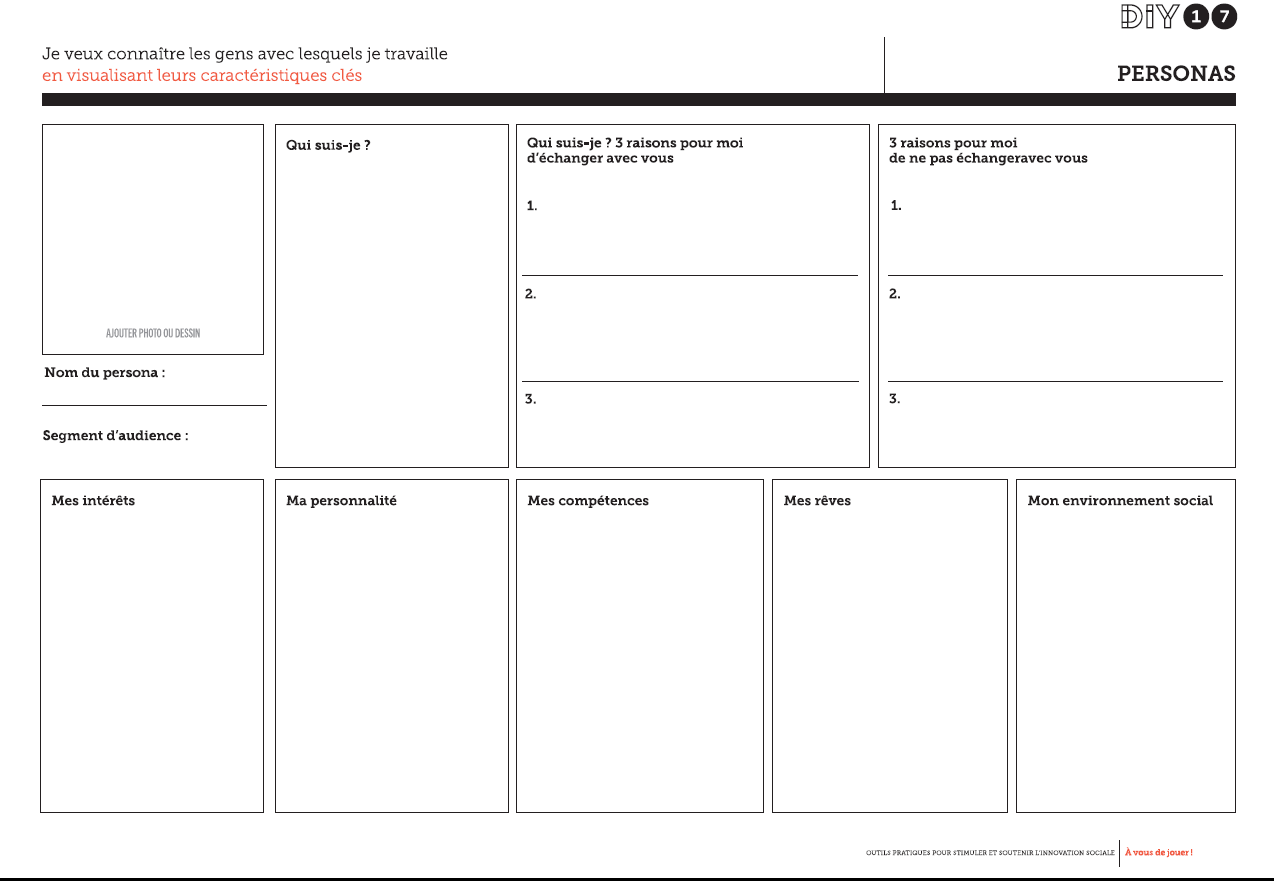 DIY 17
Je veux connaître les gens avec lesquels je travaille
en visualisant leurs caractéristiques clés
PERSONAS
AJOUTER PHOTO OU DESSIN
Nom du persona :
Segment d'audience :
Qui suis-je ?
Qui suis-je ? 3 raisons pour moi
d'échanger avec vous
1.
2.
3.
3 raisons pour moi
de ne pas échangeravec vous
1.
2.
3.
Mes intérêts
Ma personnalité
Mes compétences
Mes rêves
Mon environnement social
OUTILS PRATIQUES POUR STIMULER ET SOUTENIR L'INNOVATION SOCIALE
À vous de jouer !